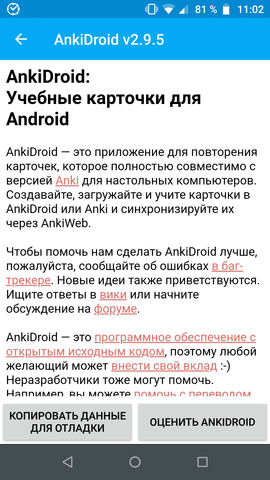 81 % 11:02
AnkiDroid v2.9.5
AnkiDroid:
Учебные карточки для
Android
AnkiDroid — это приложение для повторения
карточек, которое полностью совместимо с
версией Anki для настольных компьютеров.
Создавайте, загружайте и учите карточки в
AnkiDroid или Anki и синхронизируйте их
через AnkiWeb.
Чтобы помочь нам сделать AnkiDroid лучше,
пожалуйста, сообщайте об ошибках в баг-
трекере. Новые идеи также приветствуются.
Ищите ответы в вики или начните
обсуждение на форуме.
AnkiDroid — это программное обеспечение с
открытым исходным кодом, поэтому любой
желающий может внести свой вклад :-)
Неразработчики тоже могут помочь.
Например, вы можете помочь с переводом
КОПИРОВАТЬ ДАННЫЕ
ДЛЯ ОТЛАДКИ
ОЦЕНИТЬ ANKIDROID